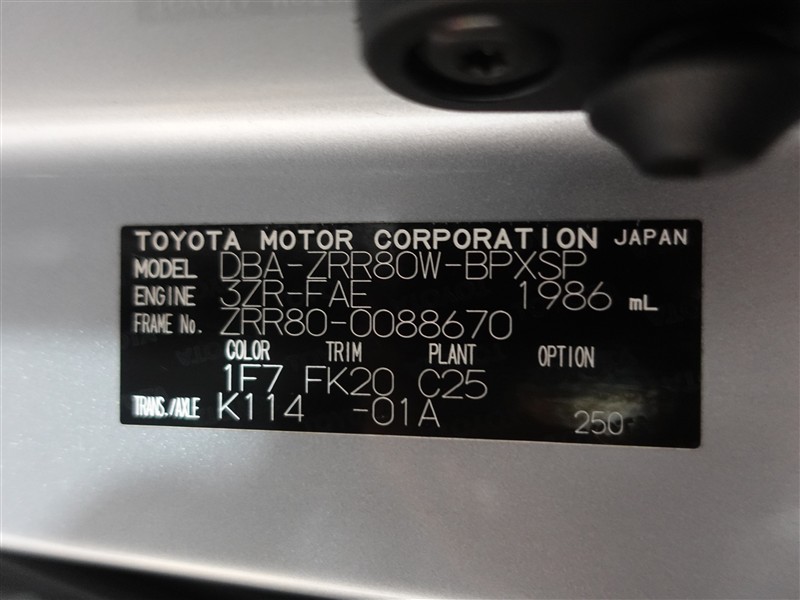 TOYOTA MOTOR CORPORATION JAPAN
MODEL DBA-ZRR80W-BPXSP
ENGINE 3ZR-FAE 1986 mL
FRAME No. ZRR80-0088670
COLOR TRIM PLANT OPTION
1F7 FK20 C25
TRANS./AXLE K114 -01A 250